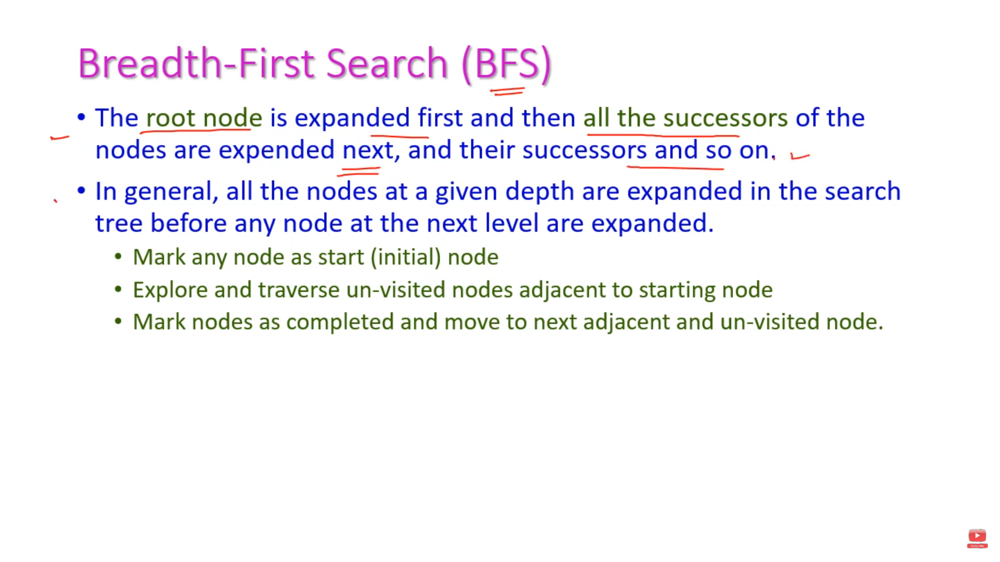 Breadth-First Search (BFS)
• The root node is expanded first and then all the successors of the
nodes are expended next, and their successors and so on.
• In general, all the nodes at a given depth are expanded in the search
tree before any node at the next level are expanded.
• Mark any node as start (initial) node
• Explore and traverse un-visited nodes adjacent to starting node
• Mark nodes as completed and move to next adjacent and un-visited node.
Subscribe